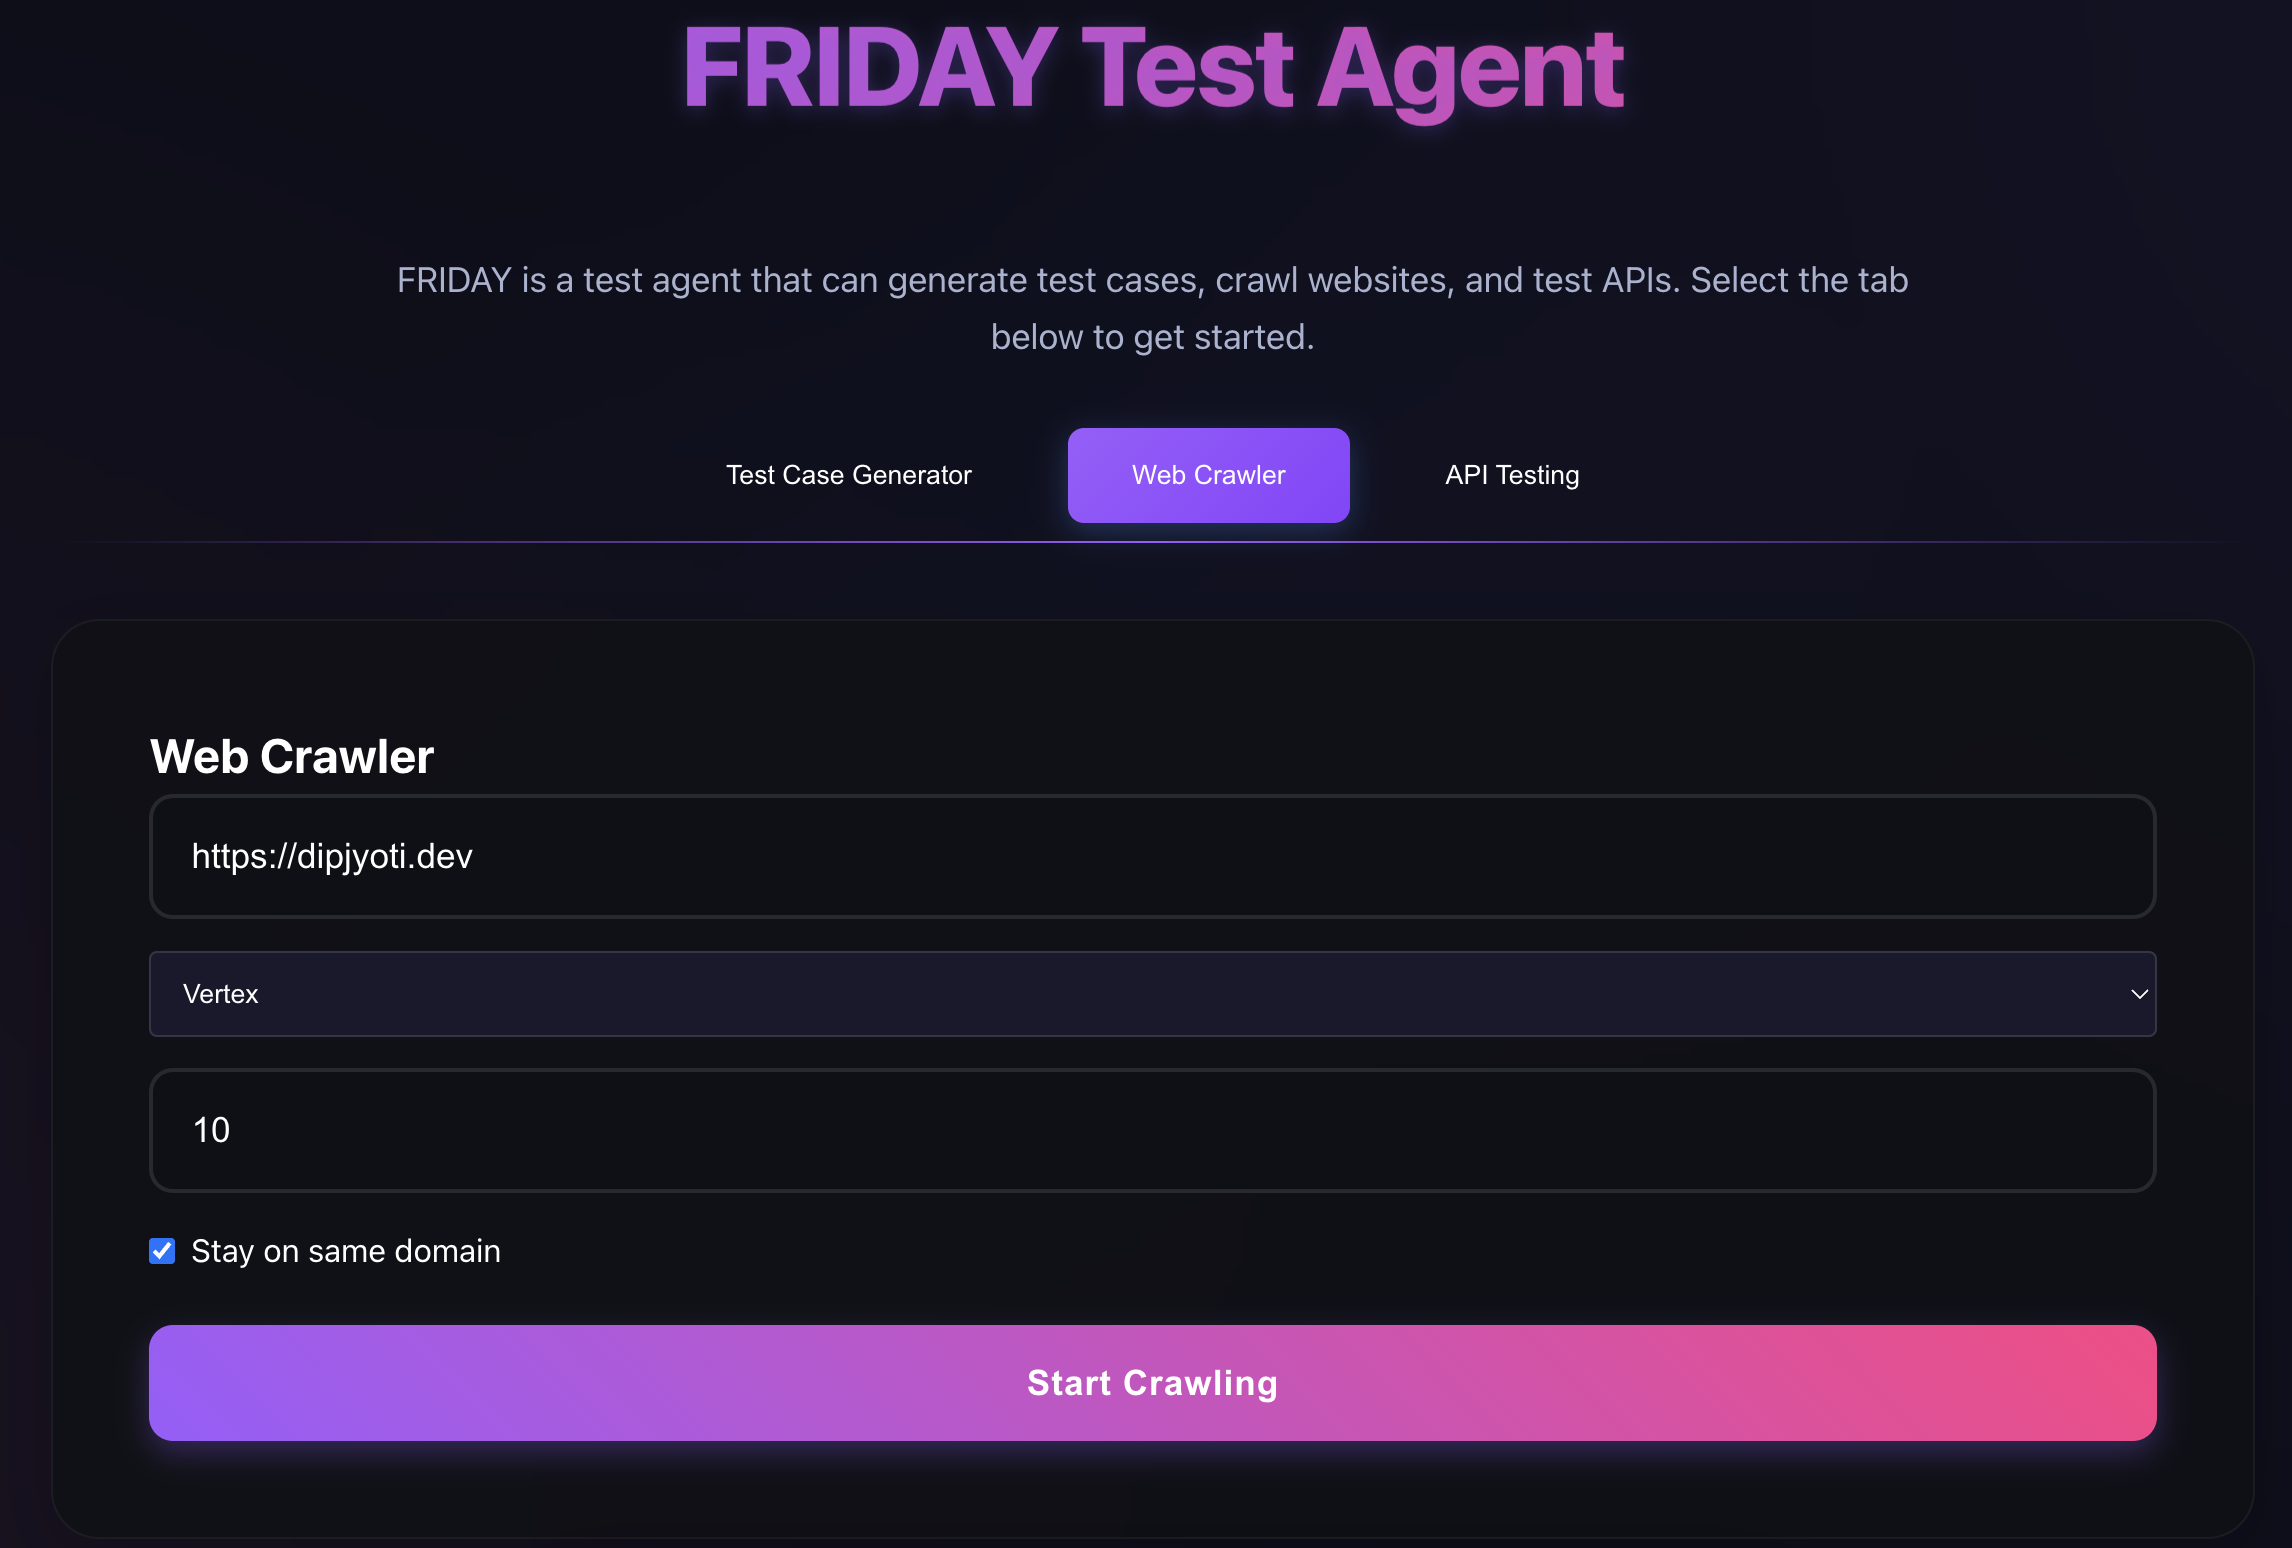 FRIDAY Test Agent
FRIDAY is a test agent that can generate test cases, crawl websites, and test APIs. Select the tab
below to get started.
Test Case Generator
Web Crawler
API Testing
Web Crawler
https://dipjyoti.dev
Vertex
10
Stay on same domain
Start Crawling